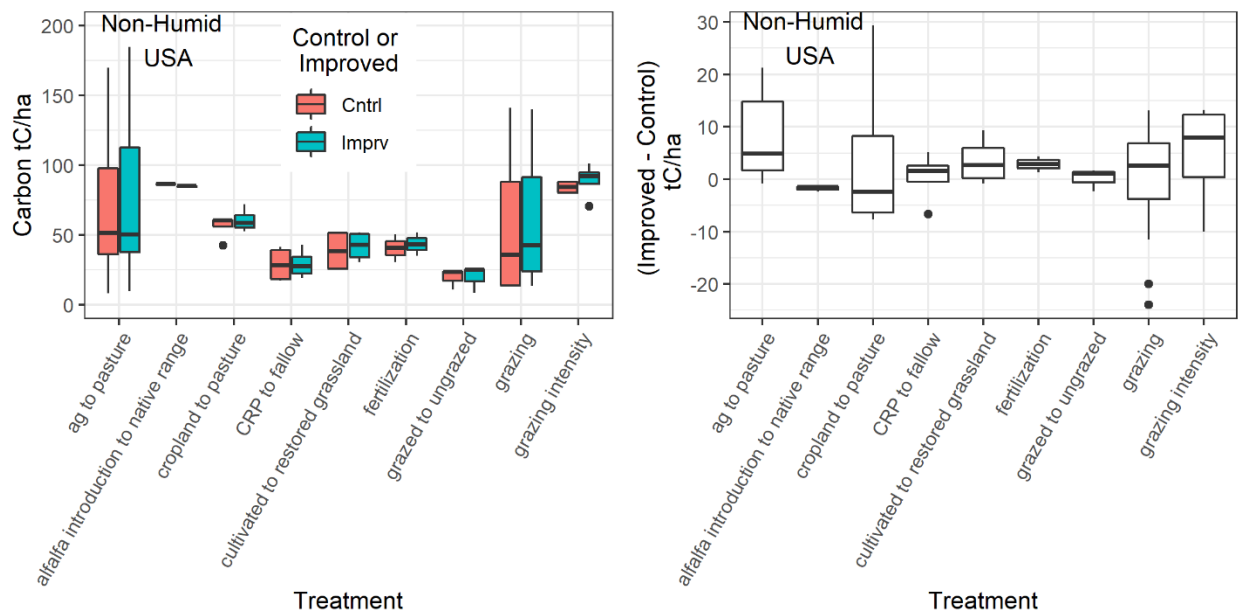 Non-Humid
USA
Control or
Improved
Cntrl
Imprv
Carbon tC/ha
200
150
100
50
0
ag to pasture
alfalfa introduction to native range
cropland to pasture
CRP to fallow
cultivated to restored grassland
fertilization
grazed to ungrazed
grazing
grazing intensity
Treatment
Non-Humid
USA
(Improved - Control)
tC/ha
30
20
10
0
-10
-20
ag to pasture
alfalfa introduction to native range
cropland to pasture
CRP to fallow
cultivated to restored grassland
fertilization
grazed to ungrazed
grazing
grazing intensity
Treatment